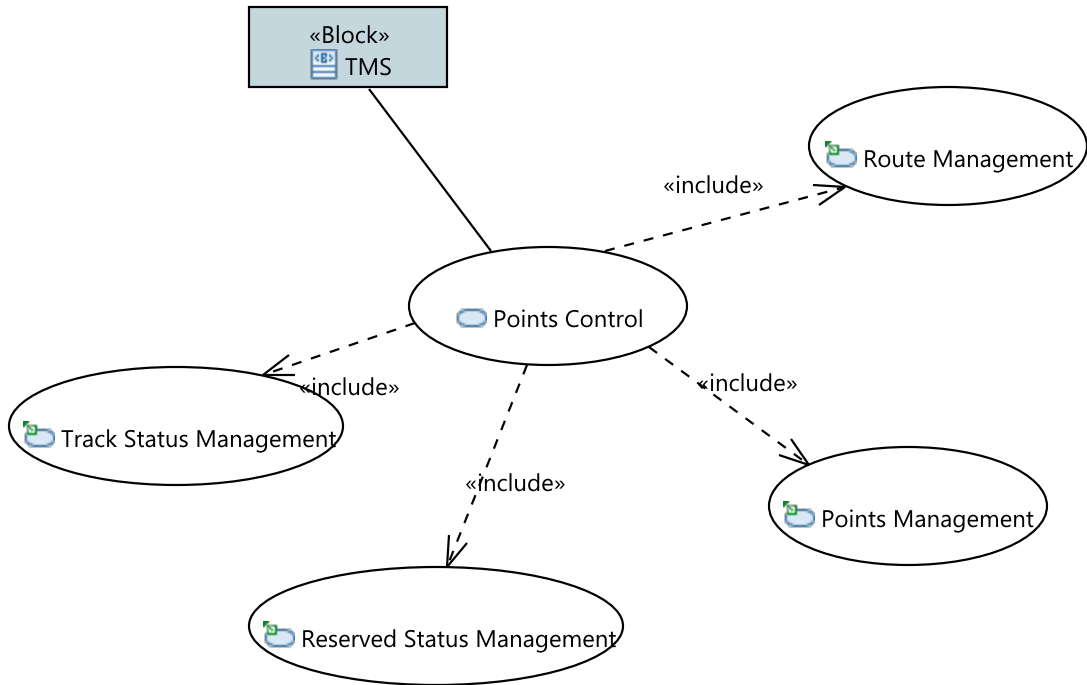 «Block»
TMS
Route Management
«include»
Points Control
«include»
«include»
Track Status Management
«include»
Points Management
Reserved Status Management